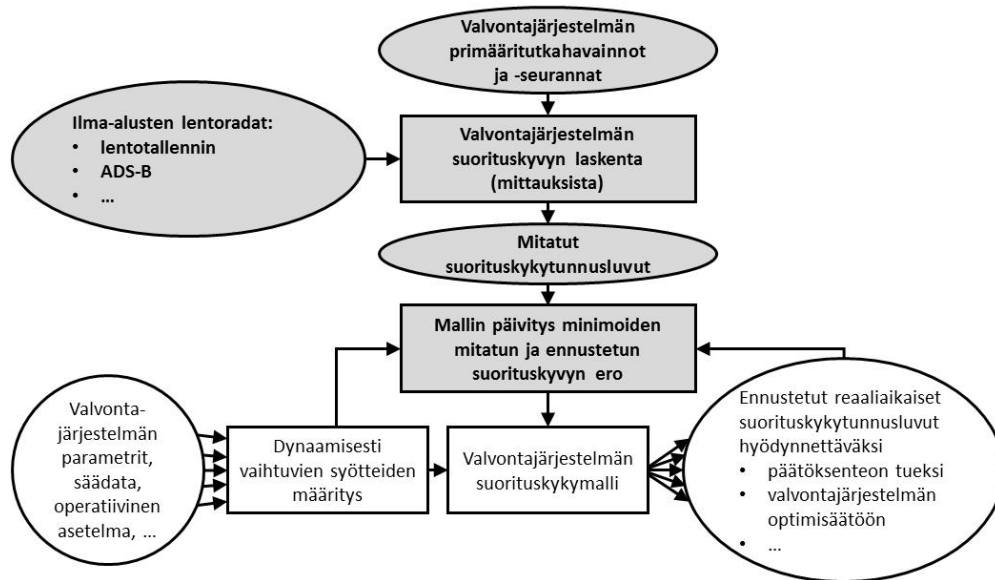 Valvontajärjestelmän
primääritutkahavainnot
ja -seurannat
Ilma-alusten lentoradat:
• lentotallennin
• ADS-B
• ...
Valvontajärjestelmän
suorituskyvyn laskenta
(mittauksista)
Mitatut
suorituskykytunnusluvut
Mallin päivitys minimoiden
mitatun ja ennustetun
suorituskyvyn ero
Valvonta-
järjestelmän
parametrit,
säädata,
operatiivinen
asetelma, ...
Dynaamisesti
vaihtuvien syötteiden
määritys
Valvontajärjestelmän
suorituskykymalli
Ennustetut reaaliaikaiset
suorituskykytunnusluvut
hyödynnettäväksi
• päätöksenteon tueksi
• valvontajärjestelmän
optimisäätöön
• ...